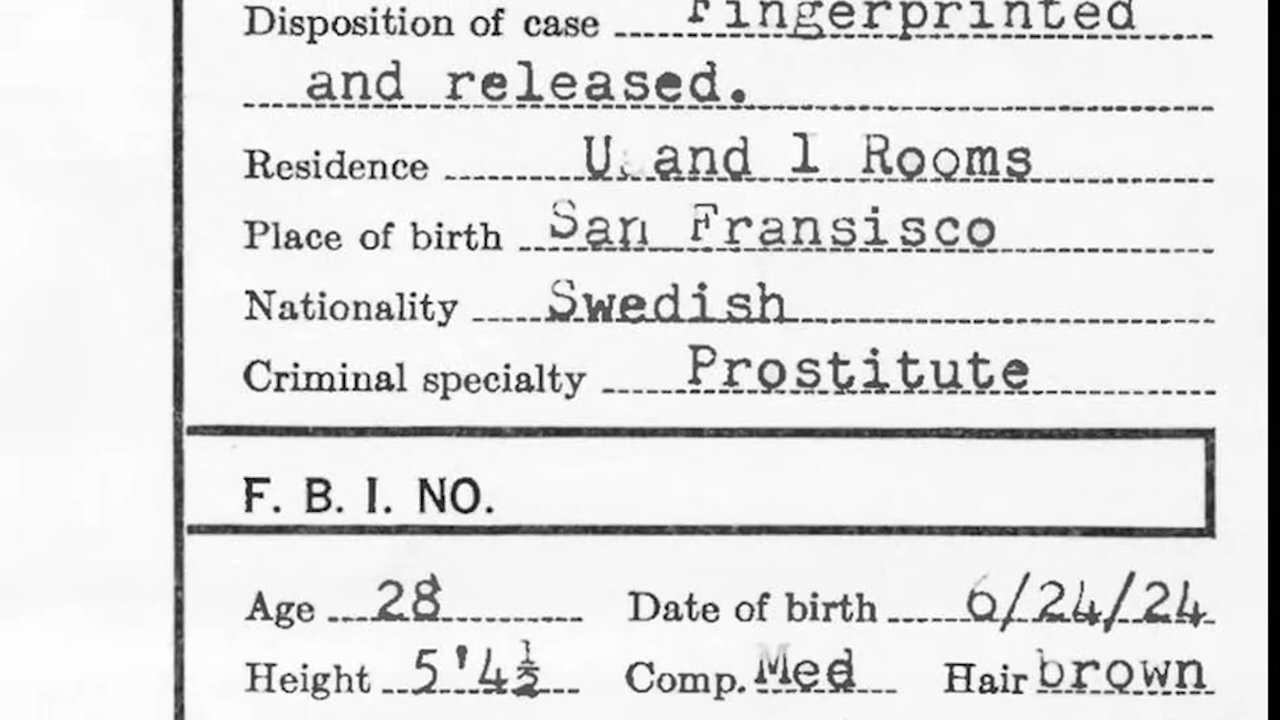 Disposition of case Fingerprinted
and released.
Residence U and 1 Rooms
Place of birth San Fransisco
Nationality Swedish
Criminal specialty Prostitute
F. B. I. NO.
Age 28 Date of birth 6/24/24
Height 5'4½ Comp. Med Hair brown